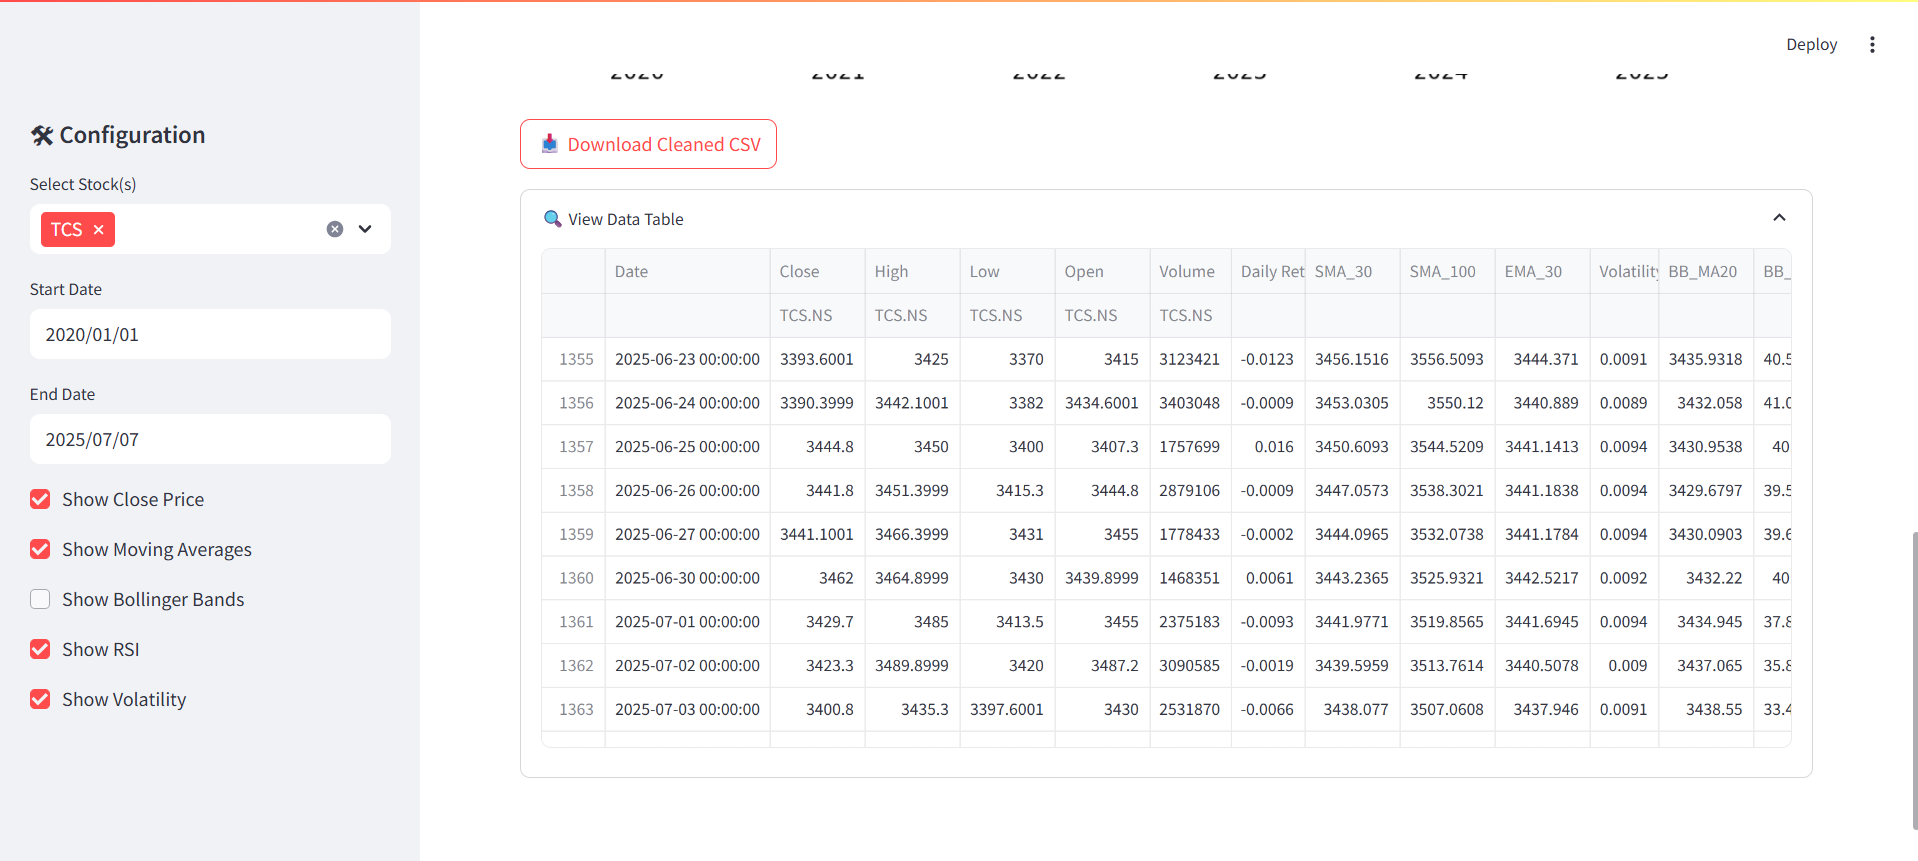 Deploy
2020 2021 2022 2023 2024 2025
Configuration
Select Stock(s)
TCS
Start Date
2020/01/01
End Date
2025/07/07
Show Close Price
Show Moving Averages
Show Bollinger Bands
Show RSI
Show Volatility
Download Cleaned CSV
View Data Table
Date Close High Low Open Volume Daily Ret SMA_30 SMA_100 EMA_30 Volatility BB_MA20 BB_
TCS.NS TCS.NS TCS.NS TCS.NS TCS.NS
1355 2025-06-23 00:00:00 3393.6001 3425 3370 3415 3123421 -0.0123 3456.1516 3556.5093 3444.371 0.0091 3435.9318 40.5
1356 2025-06-24 00:00:00 3390.3999 3442.1001 3382 3434.6001 3403048 -0.0009 3453.0305 3550.12 3440.889 0.0089 3432.058 41.0
1357 2025-06-25 00:00:00 3444.8 3450 3400 3407.3 1757699 0.016 3450.6093 3544.5209 3441.1413 0.0094 3430.9538 40
1358 2025-06-26 00:00:00 3441.8 3451.3999 3415.3 3444.8 2879106 -0.0009 3447.0573 3538.3021 3441.1838 0.0094 3429.6797 39.5
1359 2025-06-27 00:00:00 3441.1001 3466.3999 3431 3455 1778433 -0.0002 3444.0965 3532.0738 3441.1784 0.0094 3430.0903 39.6
1360 2025-06-30 00:00:00 3462 3464.8999 3430 3439.8999 1468351 0.0061 3443.2365 3525.9321 3442.5217 0.0092 3432.22 40
1361 2025-07-01 00:00:00 3429.7 3485 3413.5 3455 2375183 -0.0093 3441.9771 3519.8565 3441.6945 0.0094 3434.945 37.8
1362 2025-07-02 00:00:00 3423.3 3489.8999 3420 3487.2 3090585 -0.0019 3439.5959 3513.7614 3440.5078 0.009 3437.065 35.8
1363 2025-07-03 00:00:00 3400.8 3435.3 3397.6001 3430 2531870 -0.0066 3438.077 3507.0608 3437.946 0.0091 3438.55 33.4